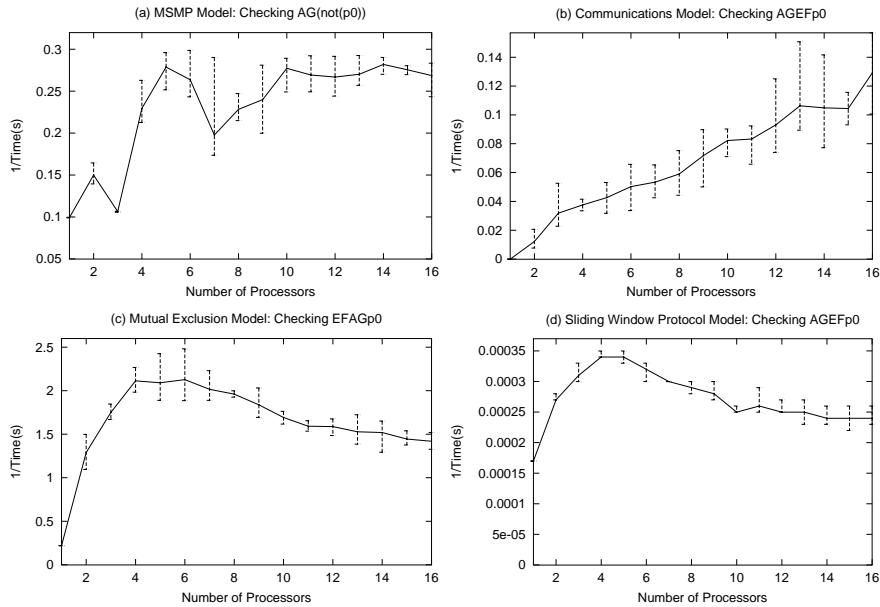 (a) MSMP Model: Checking AG(not(p0))
0.3
0.25
0.2
0.15
0.1
0.05
1/Time(s)
2 4 6 8 10 12 14 16
Number of Processors
(b) Communications Model: Checking AGEFp0
0.14
0.12
0.1
0.08
0.06
0.04
0.02
0
1/Time(s)
2 4 6 8 10 12 14 16
Number of Processors
(c) Mutual Exclusion Model: Checking EFAGp0
2.5
2
1.5
1
0.5
0
1/Time(s)
2 4 6 8 10 12 14 16
Number of Processors
(d) Sliding Window Protocol Model: Checking AGEFp0
0.00035
0.0003
0.00025
0.0002
0.00015
0.0001
5e-05
0
1/Time(s)
2 4 6 8 10 12 14 16
Number of Processors